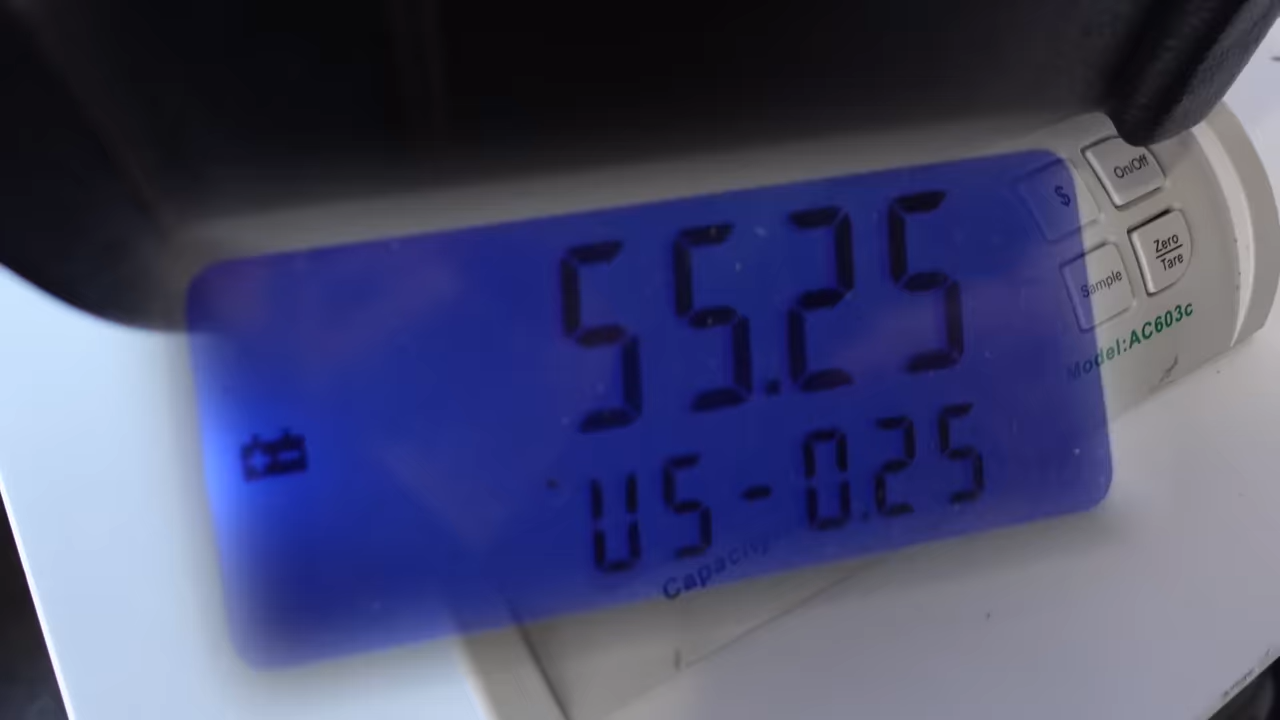 55.25
US-0.25
Capacity
$
On/Off
Sample
Zero
Tare
Model:AC603c